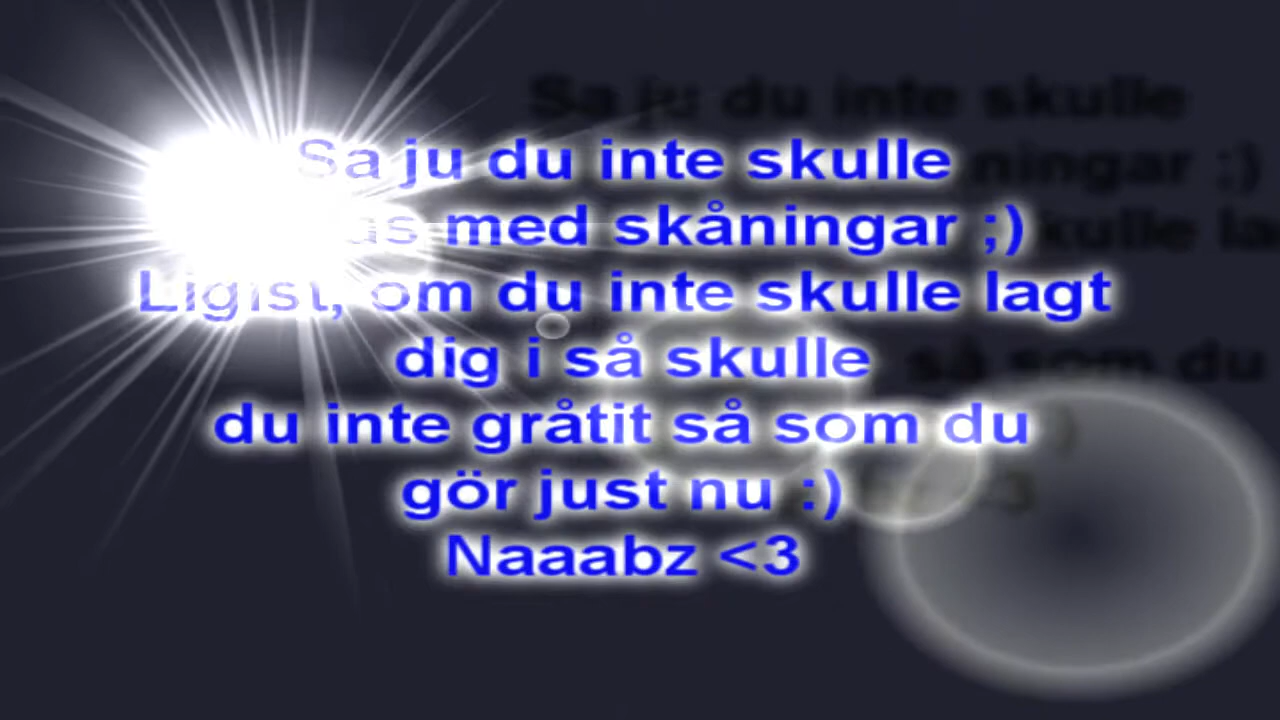 Sa ju du inte skulle
med skåningar ;)
Ligist, om du inte skulle lagt
dig i så skulle
du inte gråtit så som du
gör just nu :)
Naaabz <3